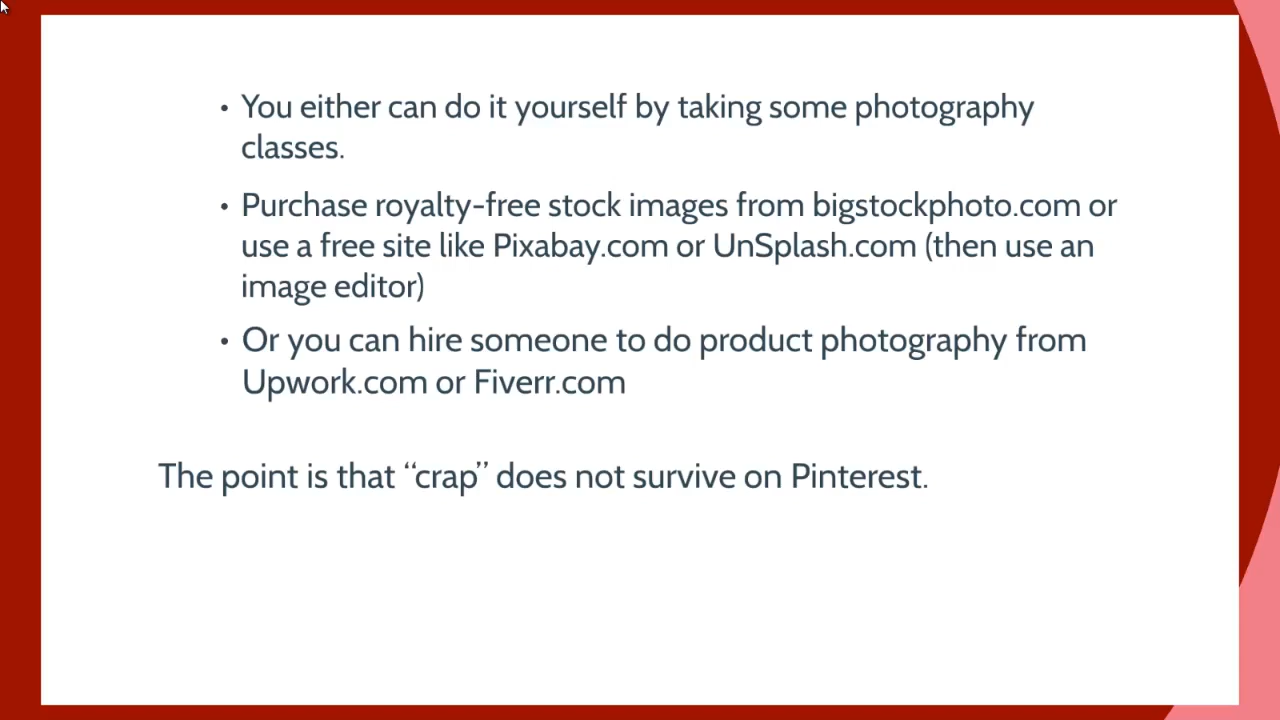 • You either can do it yourself by taking some photography
classes.
• Purchase royalty-free stock images from bigstockphoto.com or
use a free site like Pixabay.com or UnSplash.com (then use an
image editor)
• Or you can hire someone to do product photography from
Upwork.com or Fiverr.com
The point is that “crap” does not survive on Pinterest.